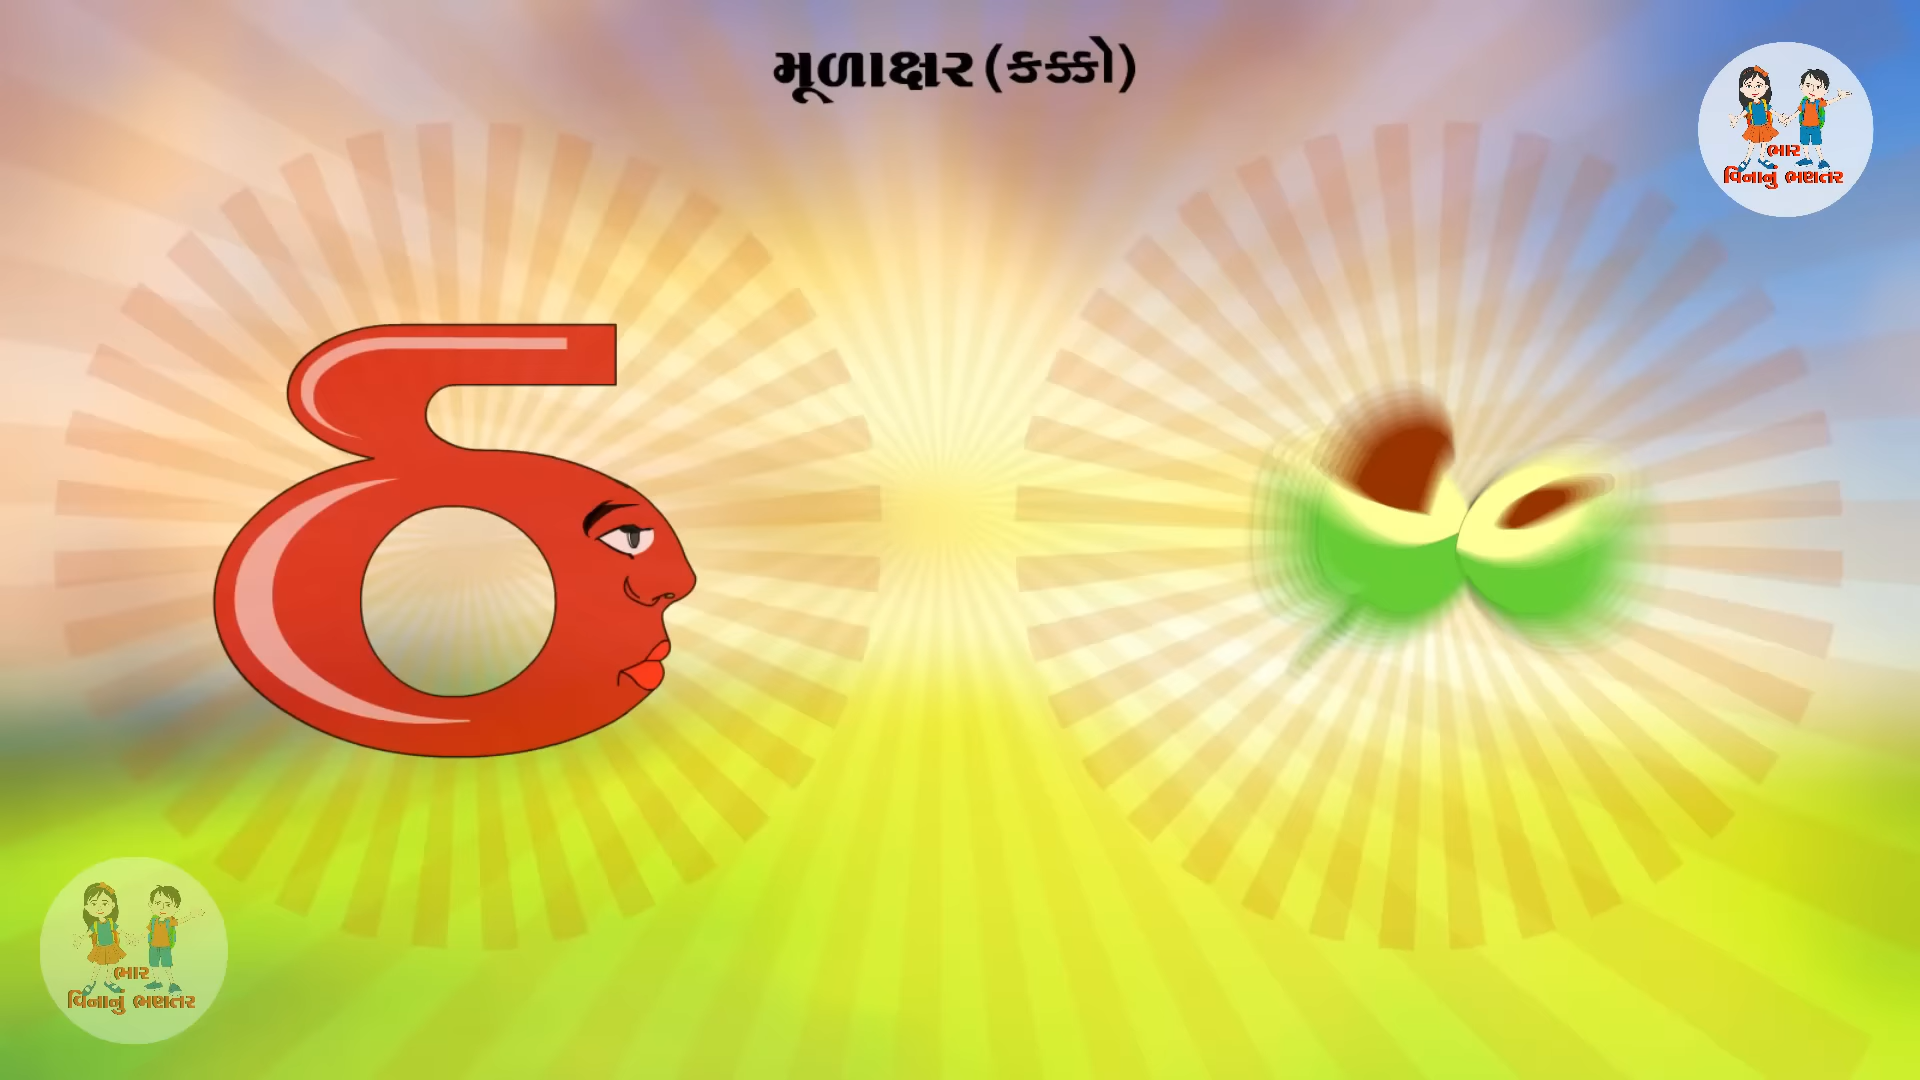 મૂળાક્ષર (કક્કો)
ભાર
વિનાનું ભણતર
ઠ
ભાર
વિનાનું ભણતર